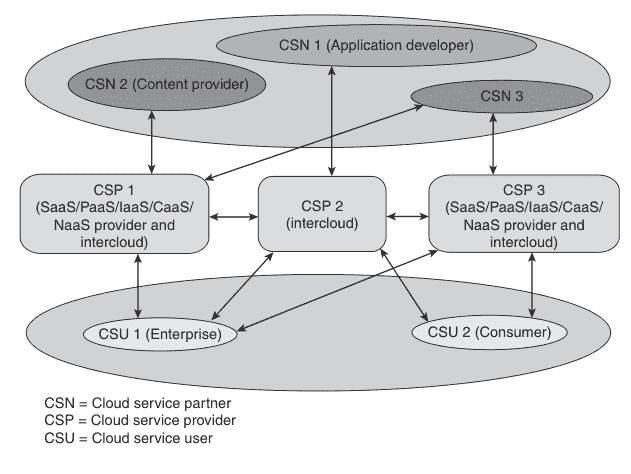 CSN 1 (Application developer)
CSN 2 (Content provider)
CSN 3
CSP 1
(SaaS/PaaS/IaaS/CaaS/
NaaS provider and
intercloud)
CSP 2
(intercloud)
CSP 3
(SaaS/PaaS/IaaS/CaaS/
NaaS provider and
intercloud)
CSU 1 (Enterprise)
CSU 2 (Consumer)
CSN = Cloud service partner
CSP = Cloud service provider
CSU = Cloud service user